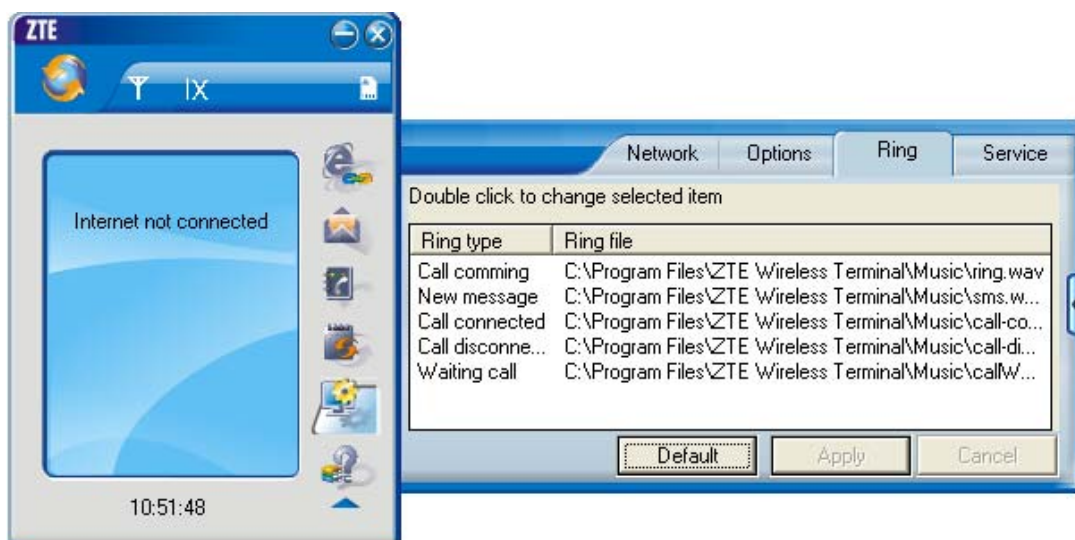 ZTE
IX
Internet not connected
10:51:48
Network Options Ring Service
Double click to change selected item
Ring type Ring file
Call comming C:\Program Files\ZTE Wireless Terminal\Music\ring.wav
New message C:\Program Files\ZTE Wireless Terminal\Music\sms.w...
Call connected C:\Program Files\ZTE Wireless Terminal\Music\call-co...
Call disconne... C:\Program Files\ZTE Wireless Terminal\Music\call-di...
Waiting call C:\Program Files\ZTE Wireless Terminal\Music\callW...
Default Apply Cancel